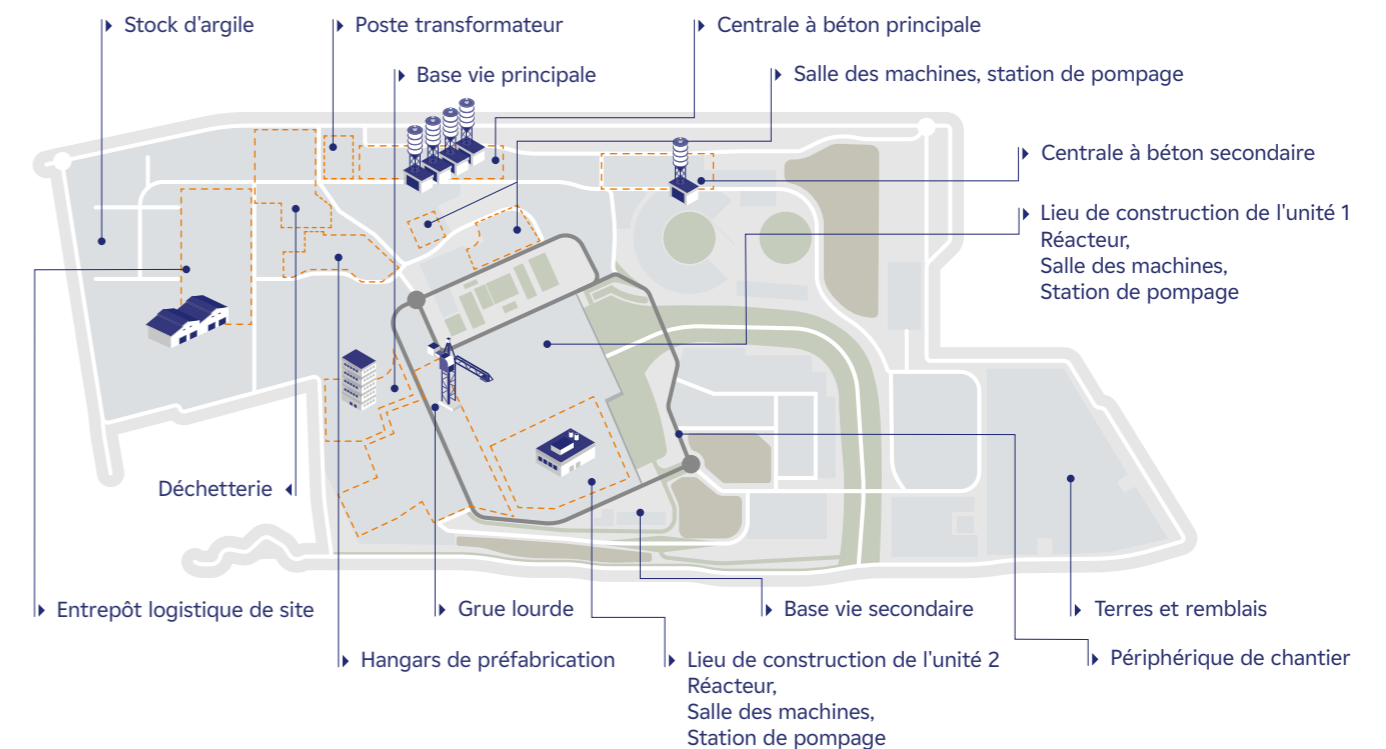 Stock d'argile
Poste transformateur
Centrale à béton principale
Base vie principale
Salle des machines, station de pompage
Centrale à béton secondaire
Lieu de construction de l'unité 1
Réacteur,
Salle des machines,
Station de pompage
Déchetterie
Entrepôt logistique de site
Grue lourde
Base vie secondaire
Terres et remblais
Hangars de préfabrication
Lieu de construction de l'unité 2
Réacteur,
Salle des machines,
Station de pompage
Périphérique de chantier